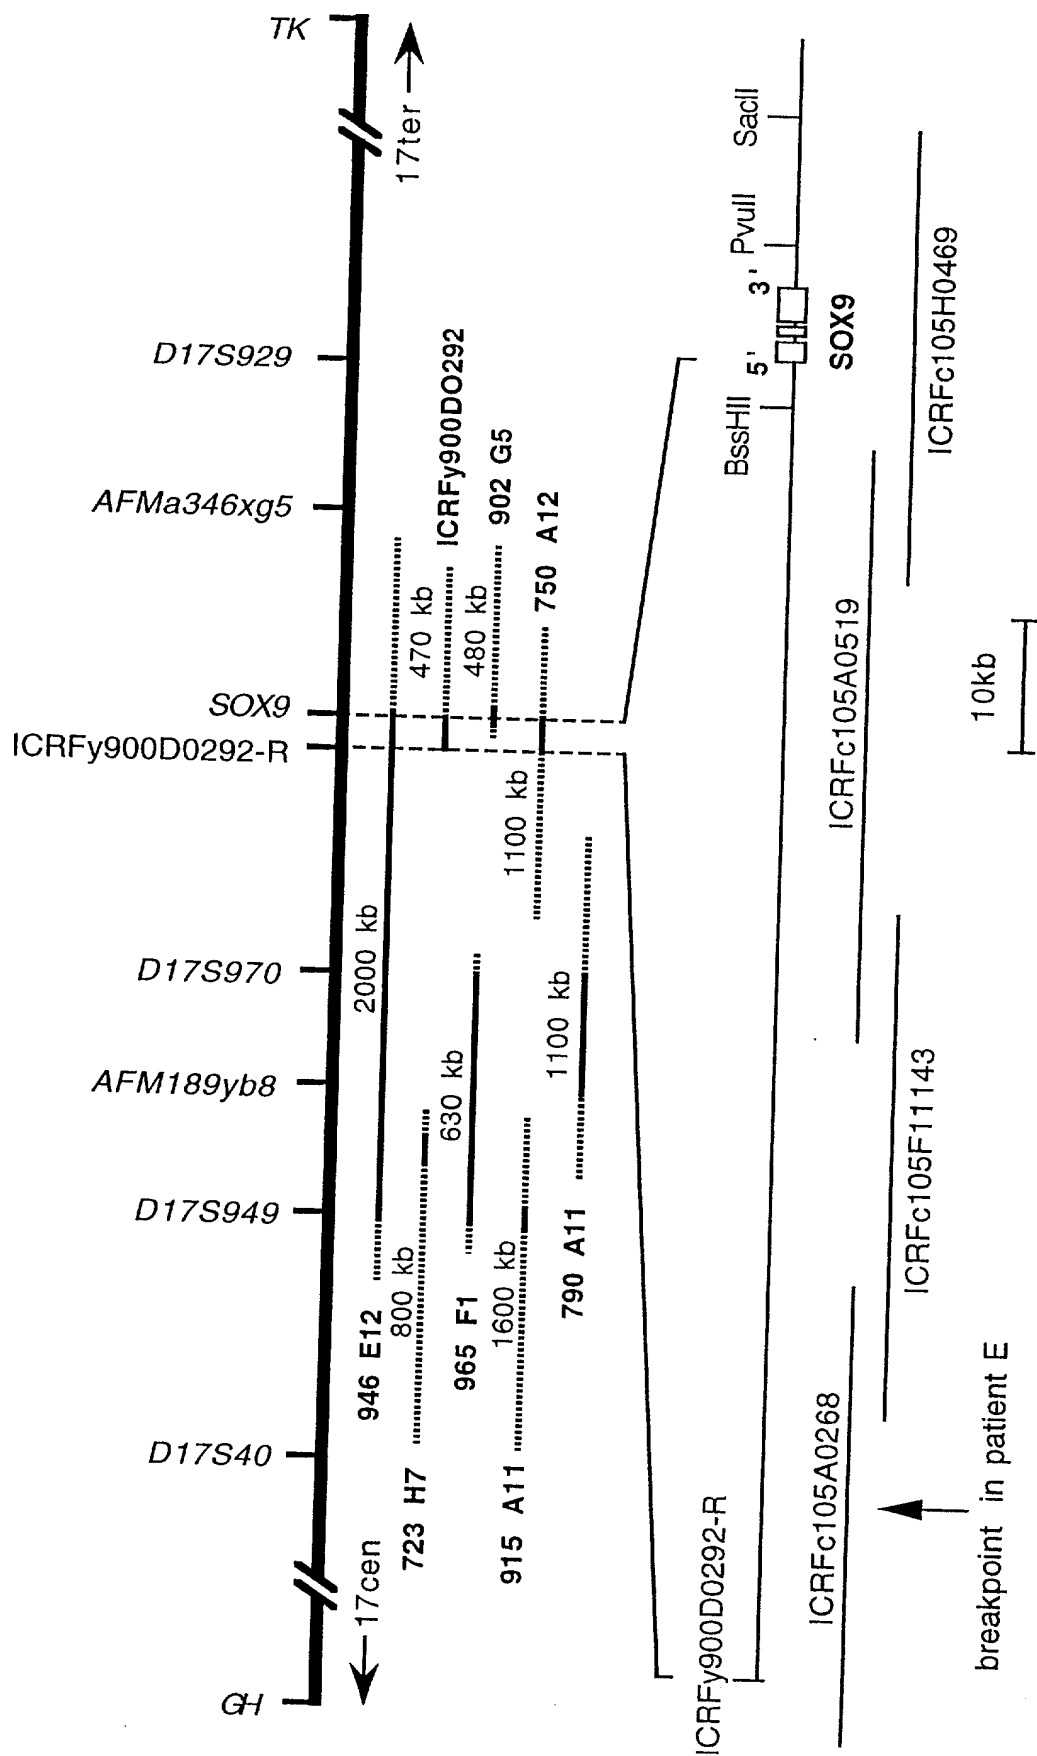 TK
17ter
D17S929
AFMa346xg5
SOX9
ICRFy900D0292-R
D17S970
AFM189yb8
D17S949
D17S40
17cen
GH
2000 kb
946 E12
470 kb
ICRFy900DO292
480 kb
902 G5
1100 kb
750 A12
800 kb
723 H7
630 kb
965 F1
1600 kb
915 A11
1100 kb
790 A11
SacII
PvuII
3'
5'
SOX9
BssHII
ICRFy900D0292-R
ICRFc105H0469
ICRFc105A0519
ICRFc105F11143
ICRFc105A0268
10kb
breakpoint in patient E